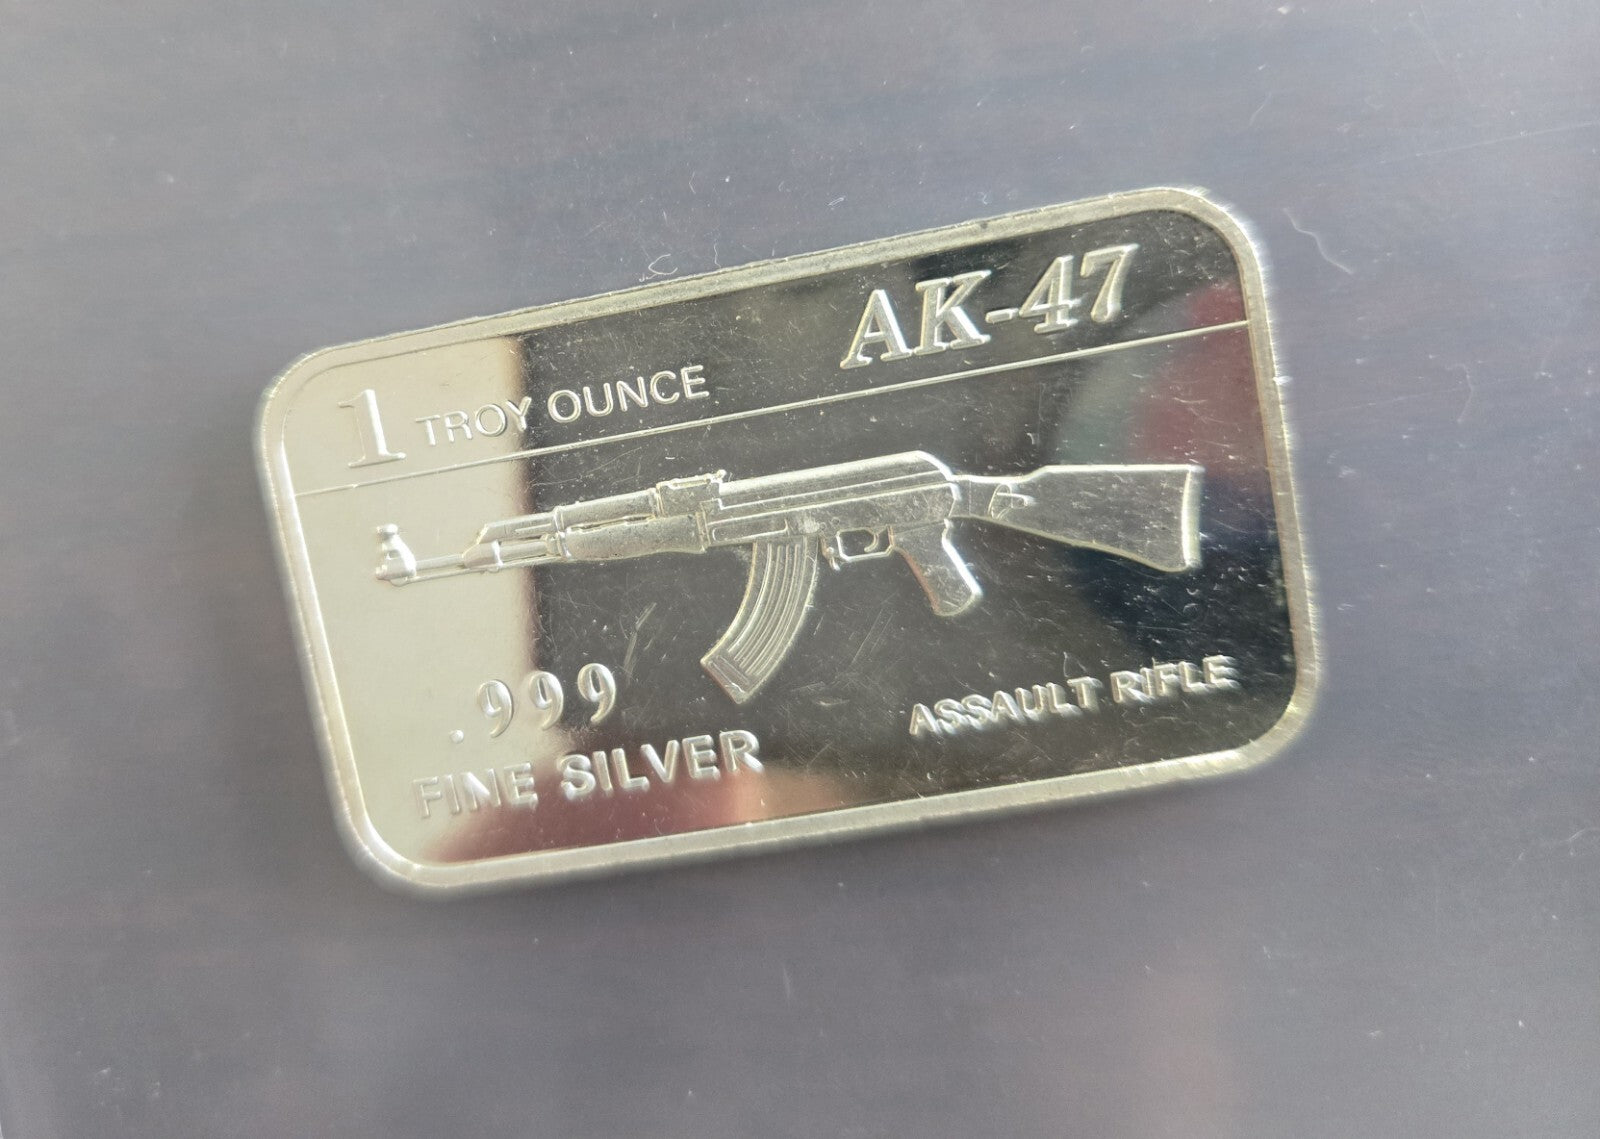 1 TROY OUNCE
AK-47
.999
FINE SILVER
ASSAULT RIFLE